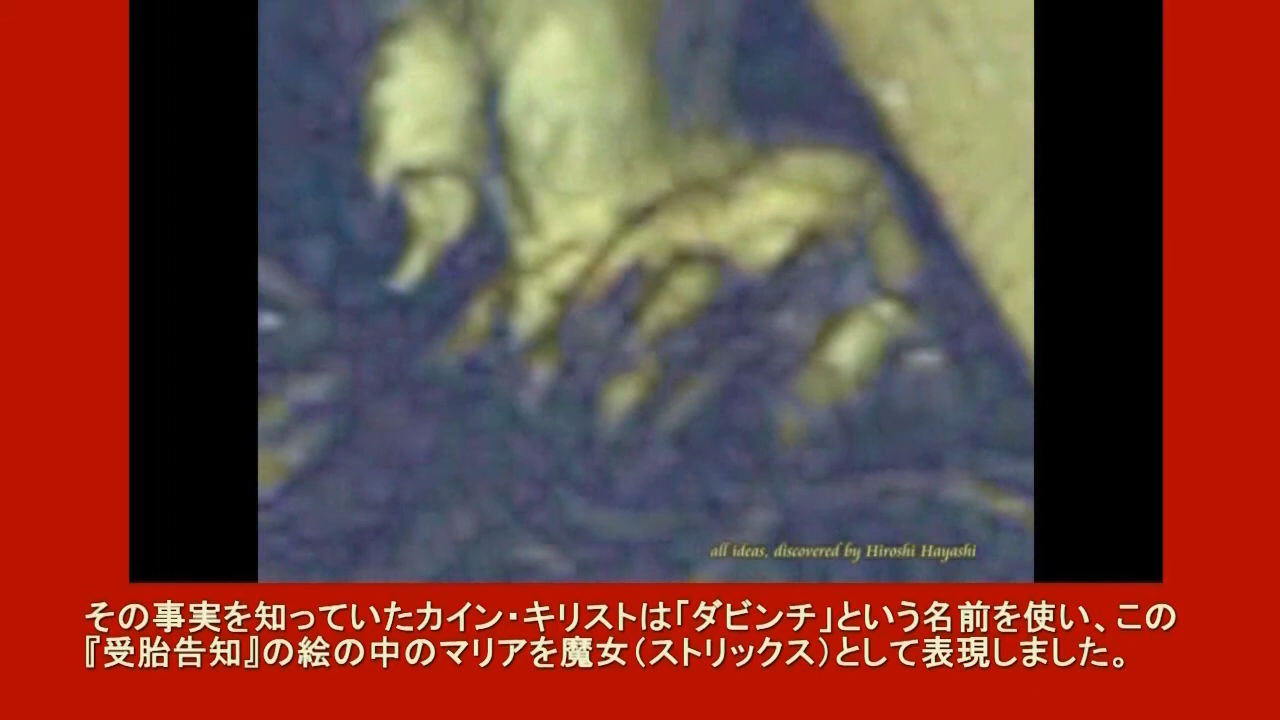 all ideas, discovered by Hiroshi Hayashi
その事実を知っていたカイン・キリストは「ダビンチ」という名前を使い、この
『受胎告知』の絵の中のマリアを魔女（ストリックス）として表現しました。